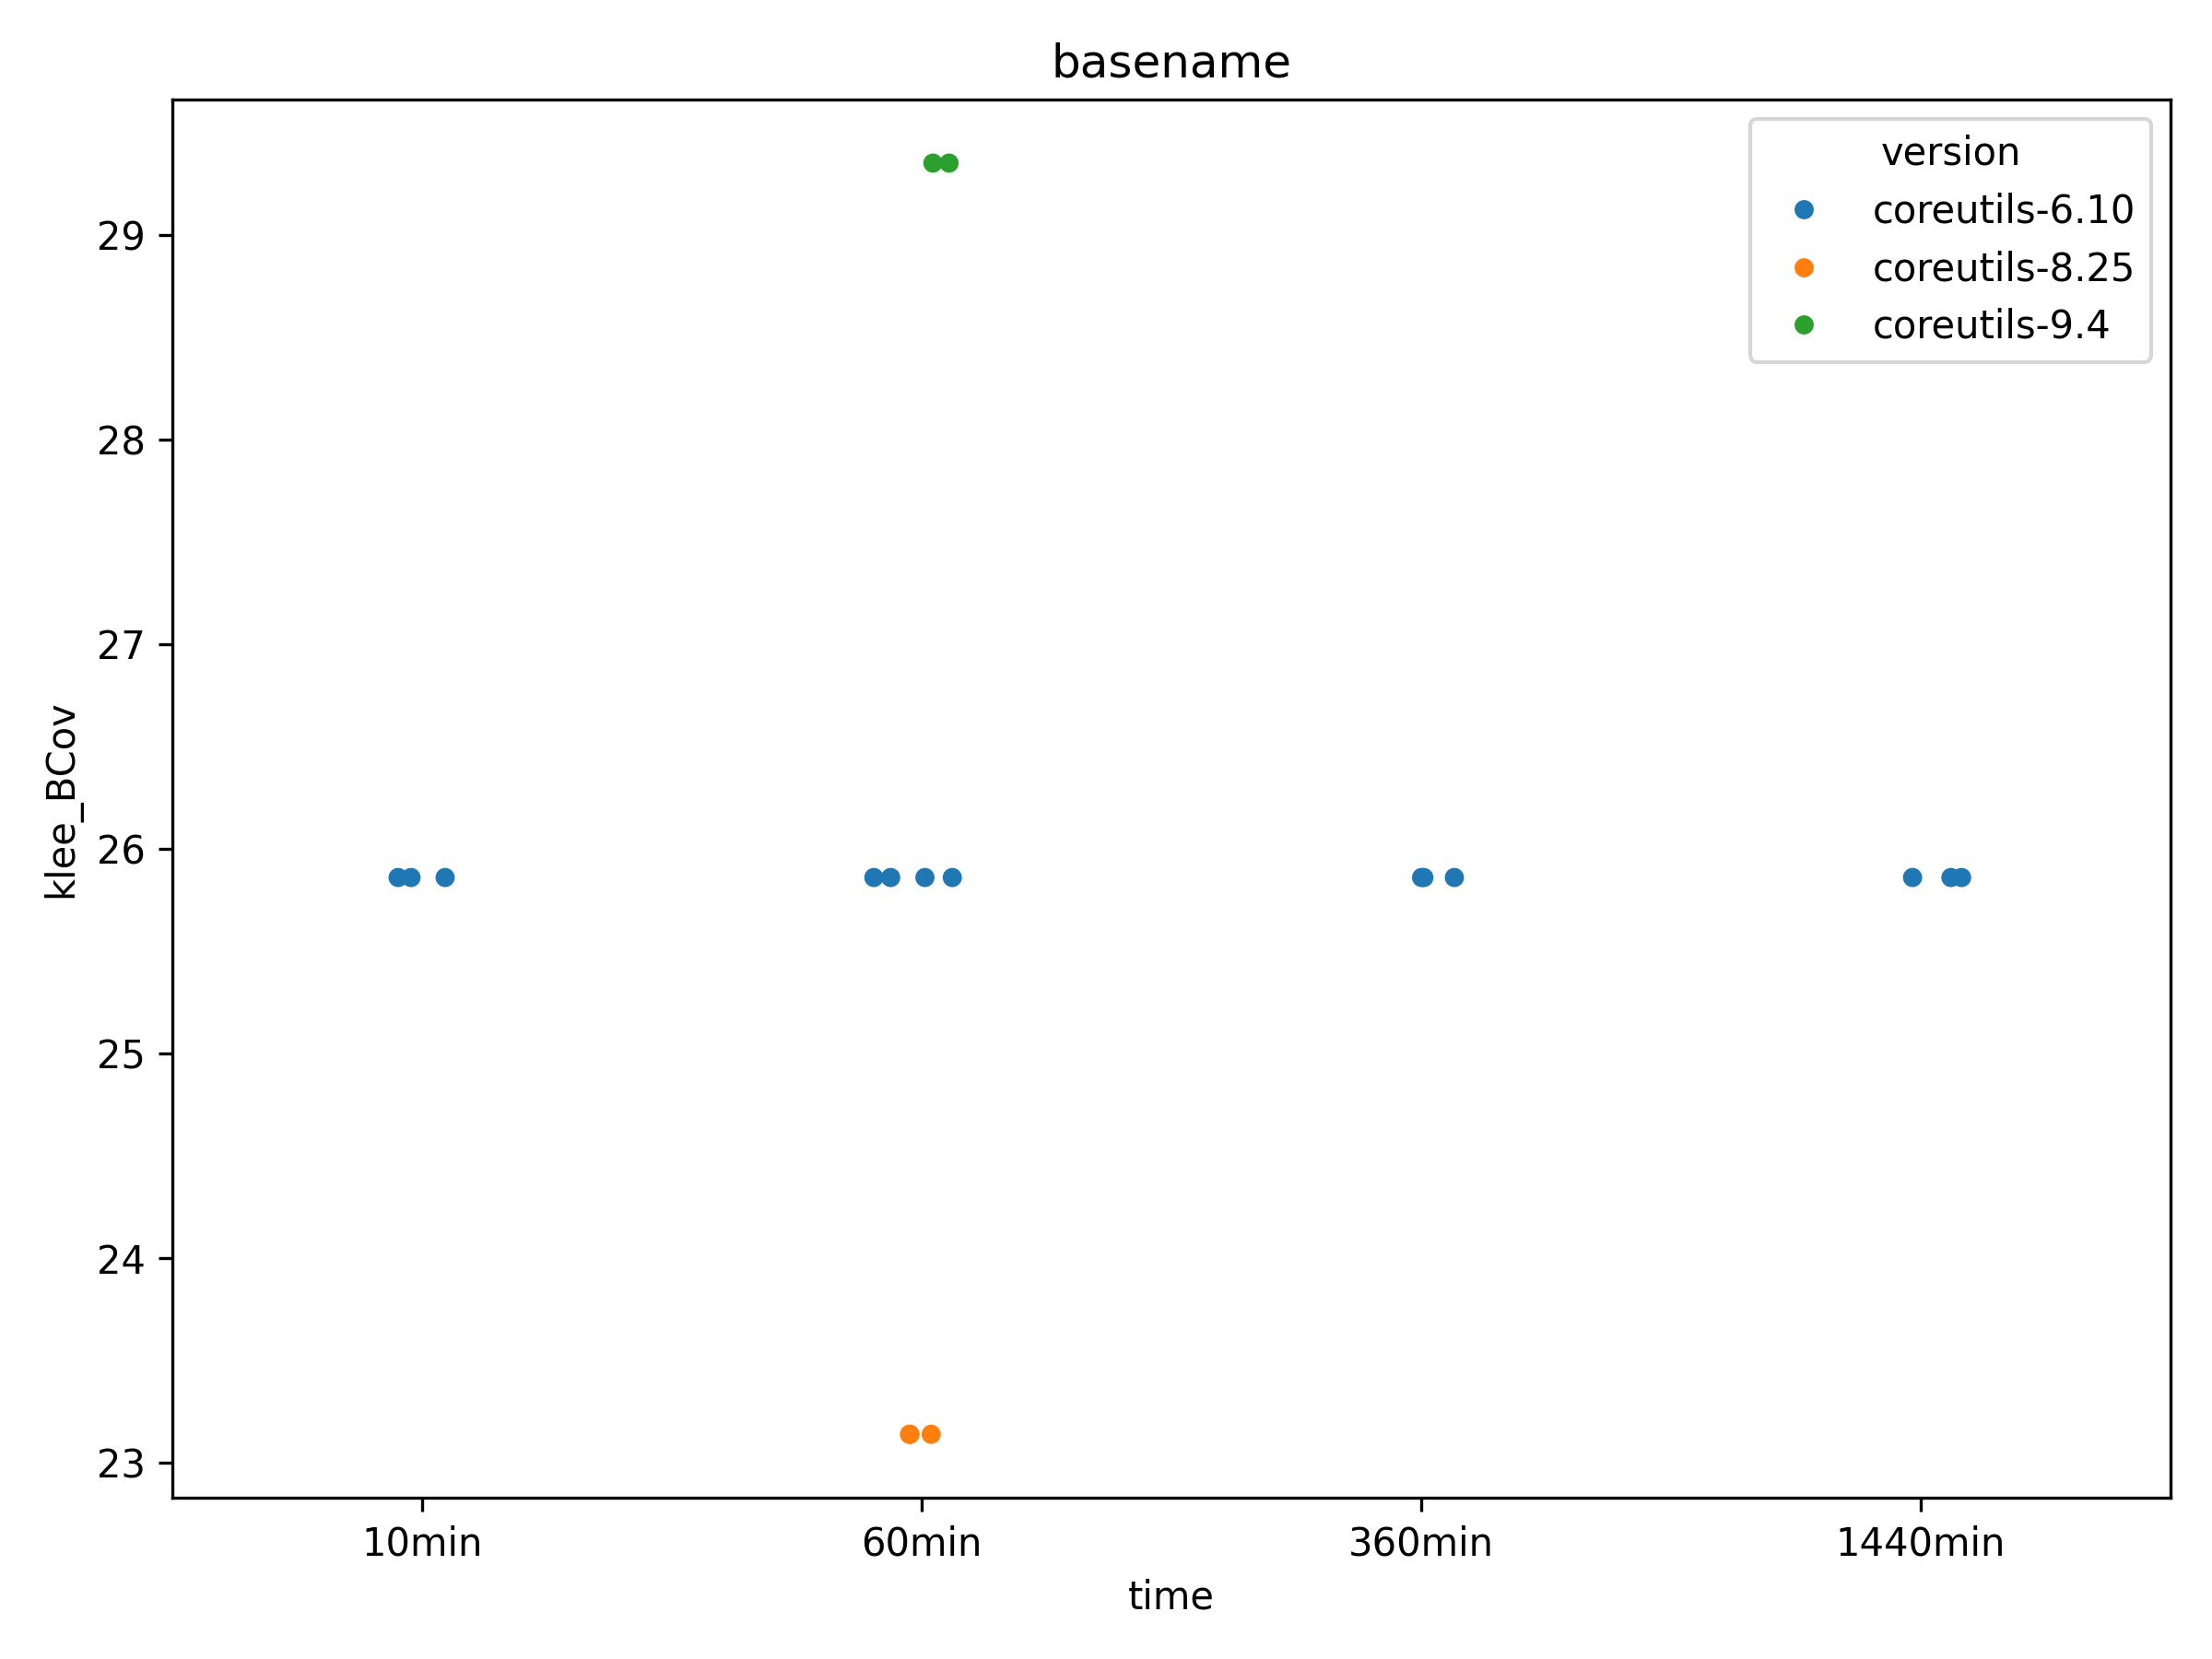 basename
version
coreutils-6.10
coreutils-8.25
coreutils-9.4
klee_BCov
29
28
27
26
25
24
23
10min 60min 360min 1440min
time